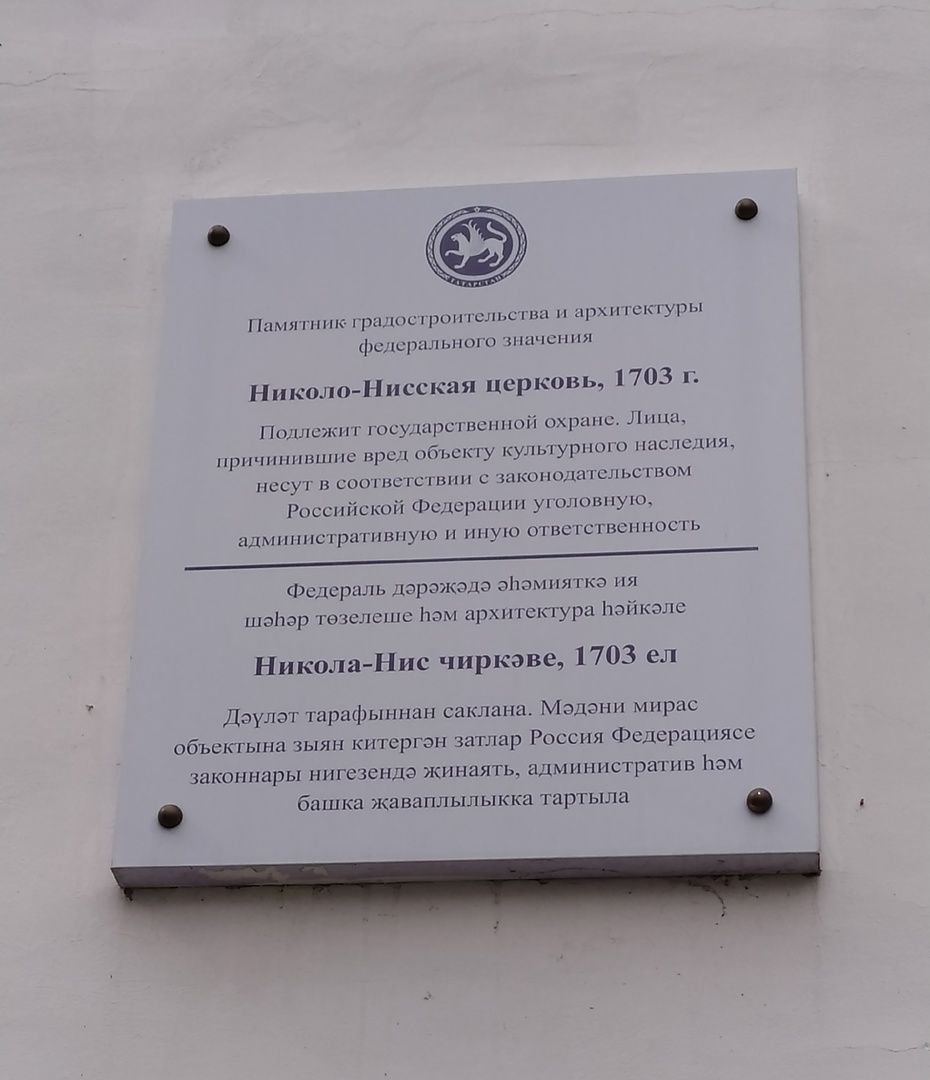 ТАТАРСТАН
Памятник градостроительства и архитектуры
федерального значения
Николо-Нисская церковь, 1703 г.
Подлежит государственной охране. Лица,
причинившие вред объекту культурного наследия,
несут в соответствии с законодательством
Российской Федерации уголовную,
административную и иную ответственность
Федераль дәрәҗәдә әһәмияткә ия
шәһәр төзелеше һәм архитектура һәйкәле
Никола-Нис чиркәве, 1703 ел
Дәүләт тарафыннан саклана. Мәдәни мирас
объектына зыян китергән затлар Россия Федерациясе
законнары нигезендә җинаять, административ һәм
башка җаваплылыкка тартыла